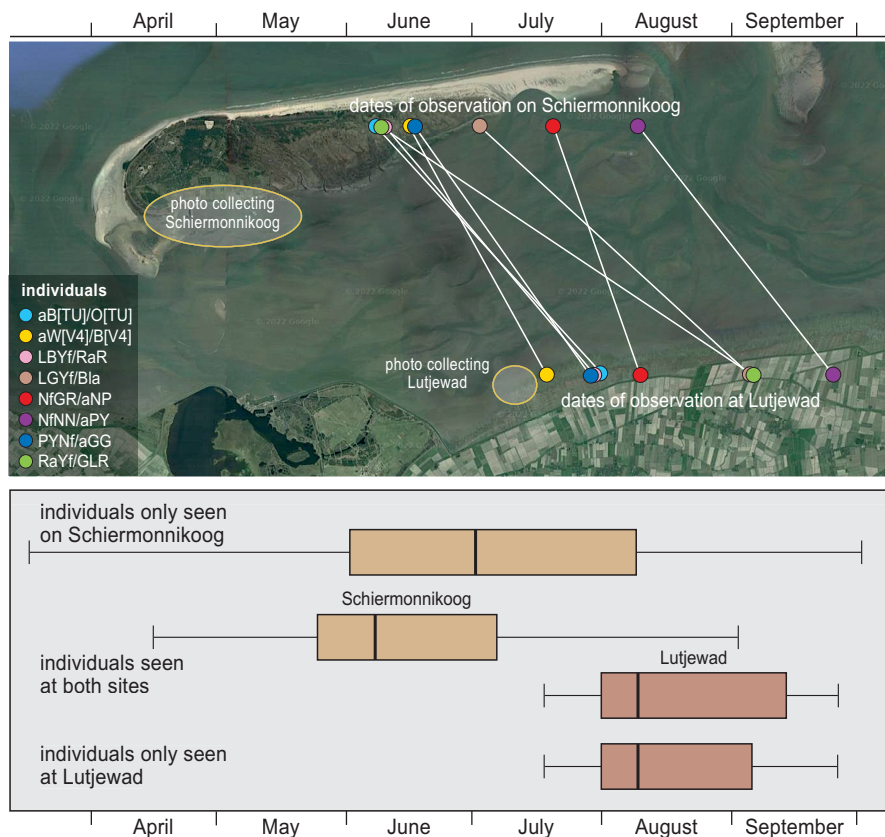 April May June July August September
dates of observation on Schiermonnikoog
© 2022 Google
photo collecting
Schiermonnikoog
individuals
aB[TU]/O[TU]
aW[V4]/B[V4]
LBYf/RaR
LGYf/Bla
NfGR/aNP
NfNN/aPY
PYNf/aGG
RaYf/GLR
photo collecting
Lutjewad
dates of observation at Lutjewad
individuals only seen
on Schiermonnikoog
Schiermonnikoog
individuals seen
at both sites
Lutjewad
individuals only seen
at Lutjewad
April May June July August September